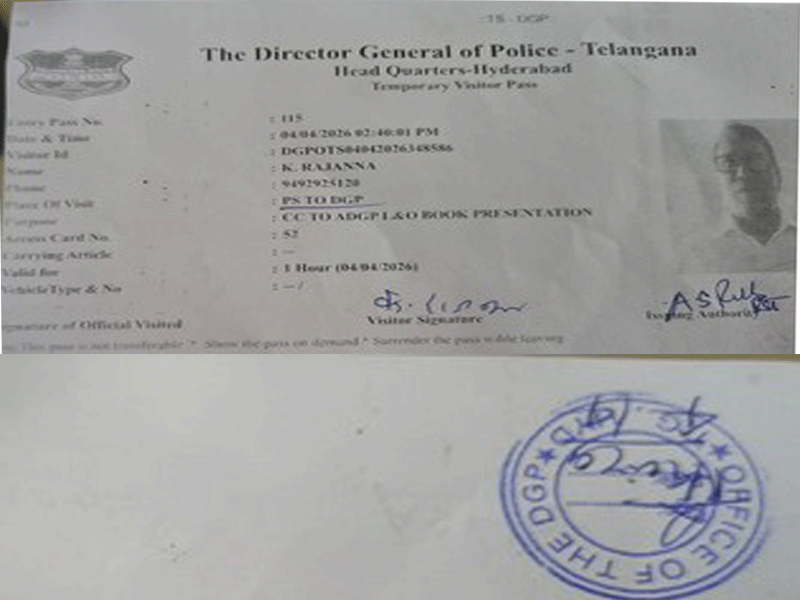 :TS - DGP
The Director General of Police - Telangana
Head Quarters-Hyderabad
Temporary Visitor Pass
Entry Pass No. : 115
Date & Time : 04/04/2026 02:40:01 PM
Visitor Id : DGPOTS04042026348586
Name : K. RAJANNA
Phone : 9492925120
Place Of Visit : PS TO DGP
Purpose : CC TO ADGP L&O BOOK PRESENTATION
Access Card No. : 52
Carrying Article : ---
Valid for : 1 Hour (04/04/2026)
VehicleType & No : --- /
Visitor Signature
Issuing Authority
Signature of Official Visited
This pass is not transferable * Show the pass on demand * Surrender the pass while leaving
OFFICE OF THE DGP